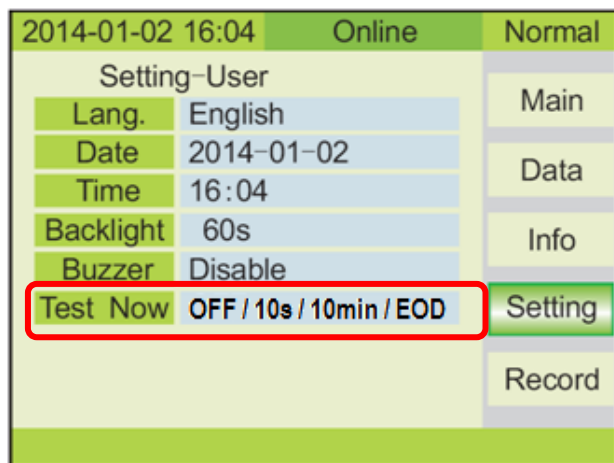 2014-01-02 16:04 Online Normal
Setting-User
Lang. English
Date 2014-01-02
Time 16:04
Backlight 60s
Buzzer Disable
Test Now OFF / 10s / 10min / EOD
Main
Data
Info
Setting
Record